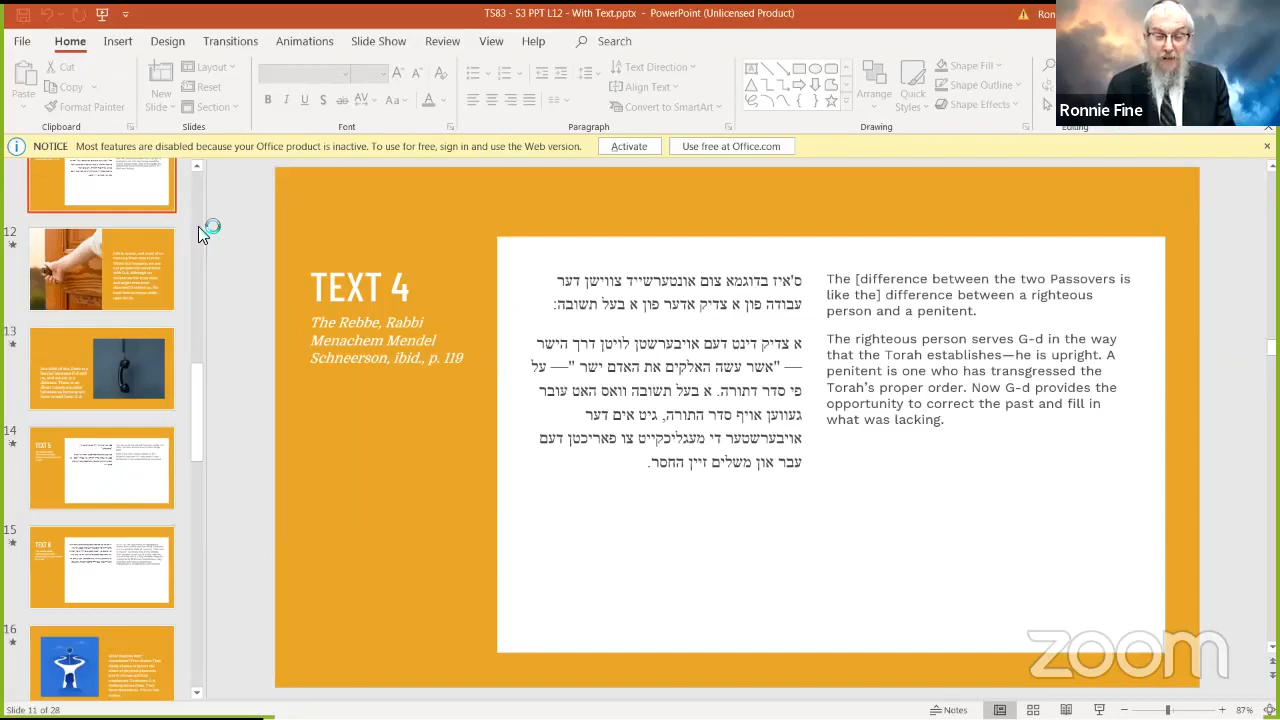 TS83 - S3 PPT L12 - With Text.pptx - PowerPoint (Unlicensed Product)
Ron
File Home Insert Design Transitions Animations Slide Show Review View Help Search
Paste
Cut
Copy
Format Painter
Clipboard
New Slide
Layout
Reset
Section
Slides
B I U S ab AV Aa A
Font
Text Direction
Align Text
Convert to SmartArt
Paragraph
Arrange
Quick Styles
Shape Fill
Shape Outline
Shape Effects
Drawing
Editing
Ronnie Fine
NOTICE Most features are disabled because your Office product is inactive. To use for free, sign in and use the Web version. Activate Use free at Office.com
12
13
14
TEXT 5
15
TEXT 6
16
TEXT 4
The Rebbe, Rabbi
Menachem Mendel
Schneerson, ibid., p. 119
ס'איז בדוגמא צום אונטערשייד צווישן דער
עבודה פון א צדיק אדער פון א בעל תשובה:
א צדיק דינט דעם אויבערשטן לויטן דרך הישר
— "אשר עשה האלקים את האדם ישר" — על
פי סדר התורה. א בעל תשובה וואס האט עובר
געווען אויף סדר התורה, גיט אים דער
אויבערשטער די מעגליכקייט צו פאריכטן דעם
עבר און משלים זיין החסר.
The [difference between the two Passovers is
like the] difference between a righteous
person and a penitent.
The righteous person serves G-d in the way
that the Torah establishes—he is upright. A
penitent is one who has transgressed the
Torah's proper order. Now G-d provides the
opportunity to correct the past and fill in
what was lacking.
zoom
Slide 11 of 28
Notes
87%